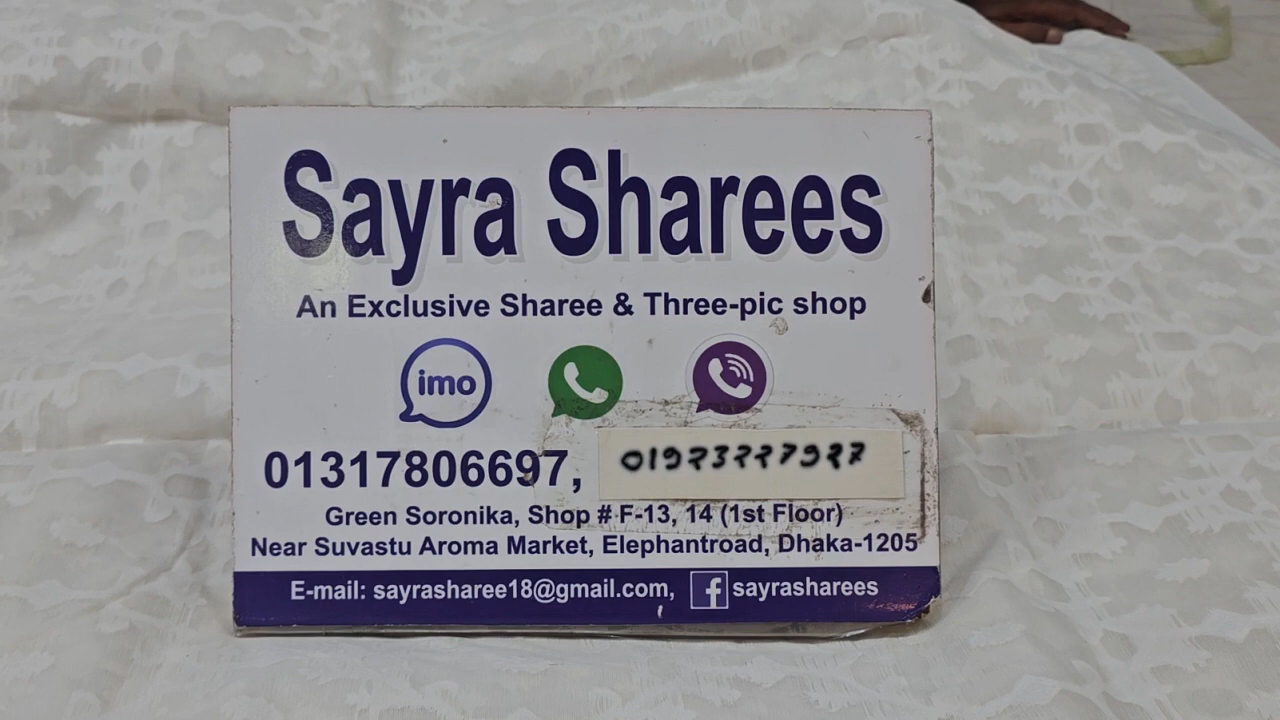 Sayra Sharees
An Exclusive Sharee & Three-pic shop
imo
01317806697,
Green Soronika, Shop # F-13, 14 (1st Floor)
Near Suvastu Aroma Market, Elephantroad, Dhaka-1205
E-mail: sayrasharee18@gmail.com, f sayrasharees